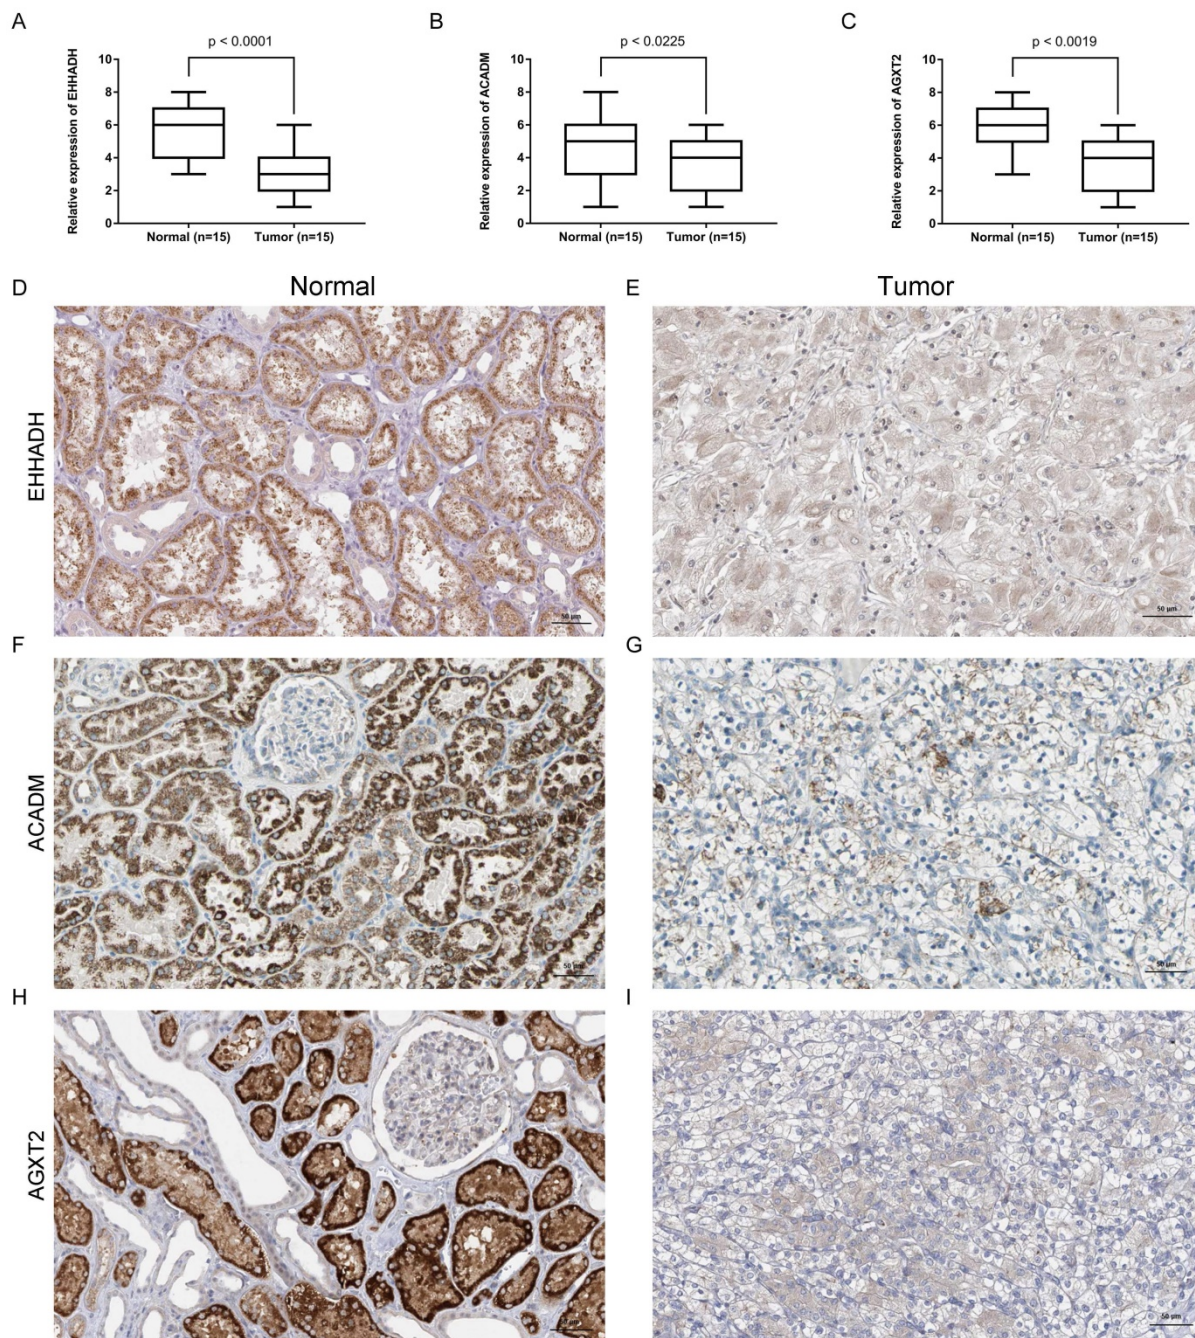 A
B
C
p < 0.0001
p < 0.0225
p < 0.0019
Relative expression of EHHADH
10
8
6
4
2
0
Normal (n=15)
Tumor (n=15)
Relative expression of ACADM
10
8
6
4
2
0
Normal (n=15)
Tumor (n=15)
Relative expression of AGXT2
10
8
6
4
2
0
Normal (n=15)
Tumor (n=15)
Normal
Tumor
D
E
EHHADH
50 µm
50 µm
F
G
ACADM
50 µm
50 µm
H
I
AGXT2
50 µm